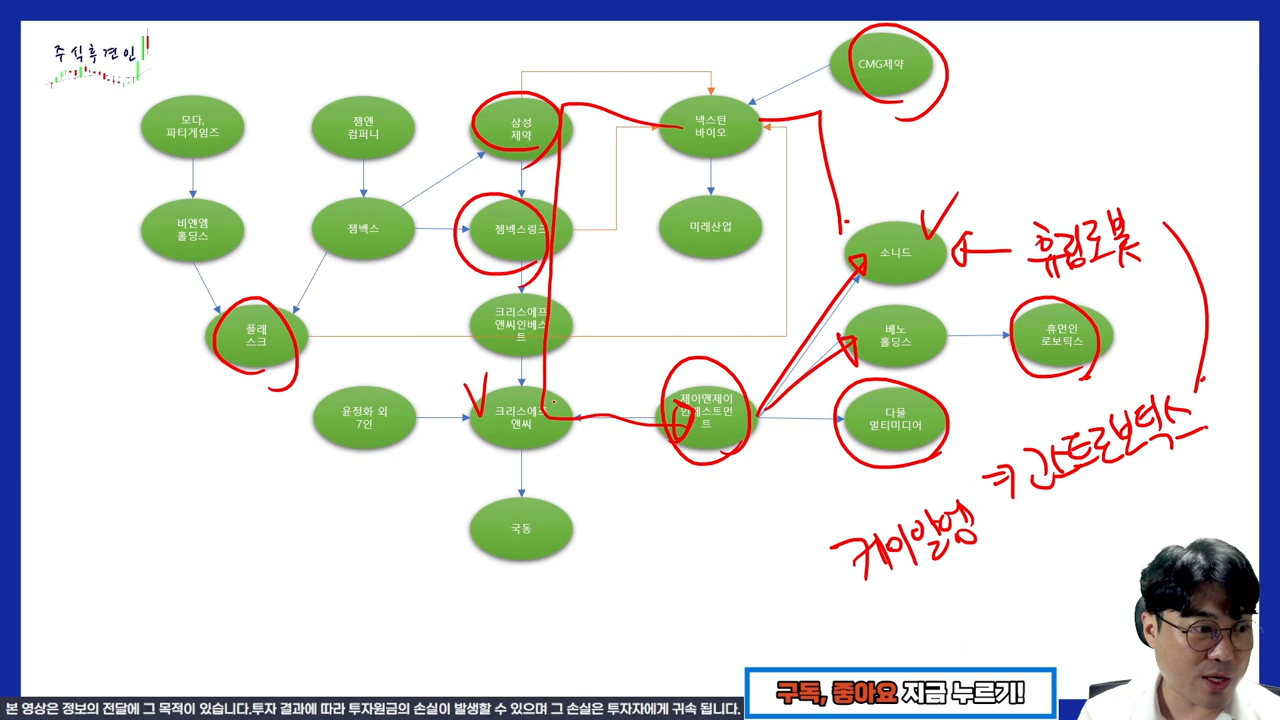 주식후견인
CMG제약
모다,
파티게임즈
젬앤
컴퍼니
삼성
제약
넥스턴
바이오
비앤엠
홀딩스
젬벡스
젬벡스링크
미래산업
소니드
휴림로봇
플래
스크
크리스에프
앤씨인베스
트
베노
홀딩스
휴먼인
로보틱스
윤정화 외
7인
크리스에프
앤씨
제이앤제이
인베스트먼
트
다믈
멀티미디어
케이알엠
국동
구독, 좋아요 지금 누르기!
본 영상은 정보의 전달에 그 목적이 있습니다.투자 결과에 따라 투자원금의 손실이 발생할 수 있으며 그 손실은 투자자에게 귀속 됩니다.